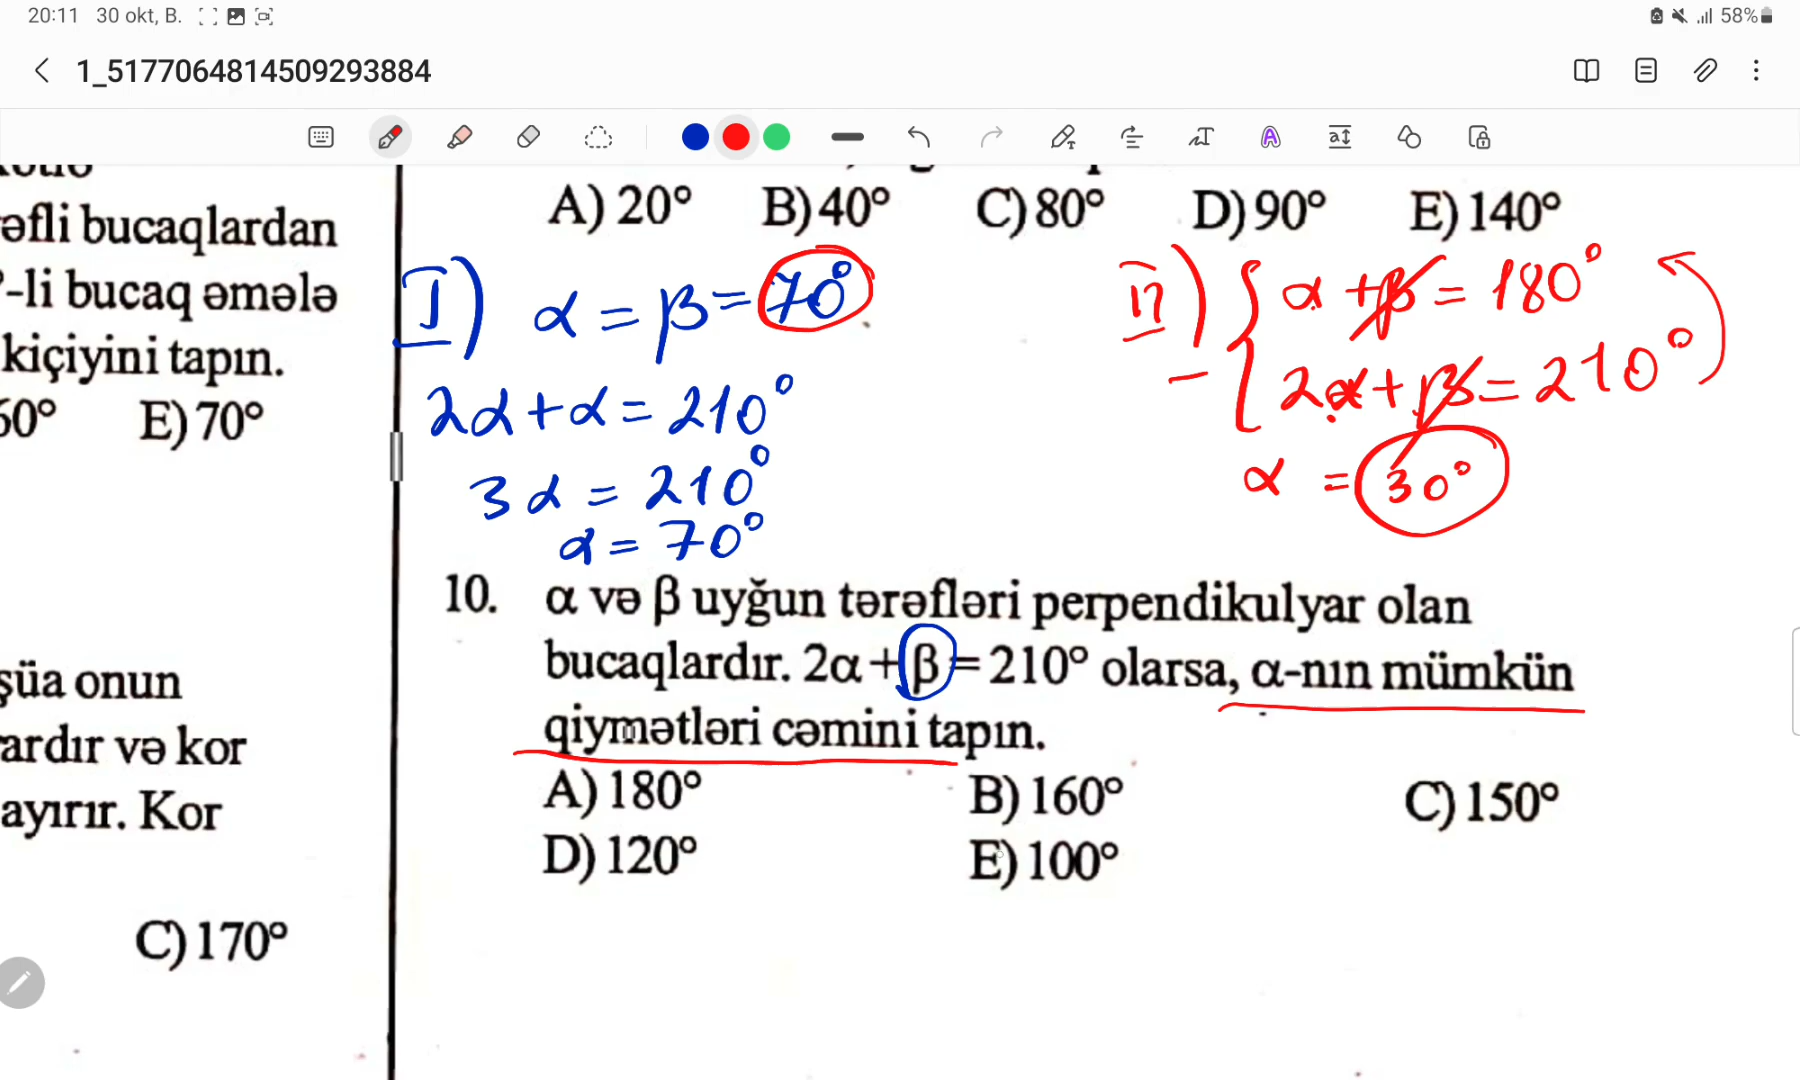 20:11 30 okt, B. 58%
1_5177064814509293884
əfli bucaqlardan
-li bucaq əmələ
kiçiyini tapın.
60° E) 70°
şüa onun
ardır və kor
ayırır. Kor
C) 170°
A) 20° B) 40° C) 80° D) 90° E) 140°
I) α = β = 70°
2α + α = 210°
3α = 210°
α = 70°
II) α + β = 180°
- 2α + β = 210°
α = 30°
10. α və β uyğun tərəfləri perpendikulyar olan
bucaqlardır. 2α + β = 210° olarsa, α-nın mümkün
qiymətləri cəmini tapın.
A) 180° B) 160° C) 150°
D) 120° E) 100°